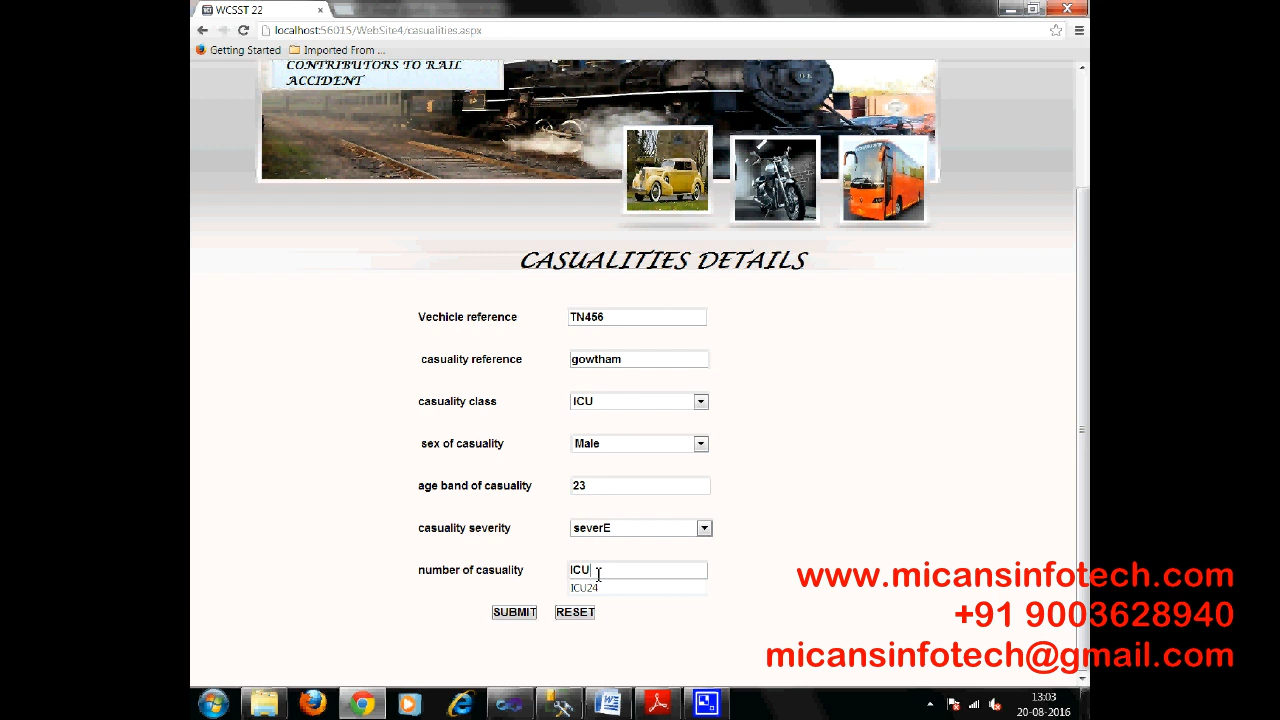 WCSST 22
localhost:56015/WebSite4/casualities.aspx
Getting Started
Imported From ...
CONTRIBUTORS TO RAIL
ACCIDENT
CASUALITIES DETAILS
Vechicle reference TN456
casuality reference gowtham
casuality class ICU
sex of casuality Male
age band of casuality 23
casuality severity severE
number of casuality ICU
ICU24
SUBMIT RESET
www.micansinfotech.com
+91 9003628940
micansinfotech@gmail.com
13:03
20-08-2016